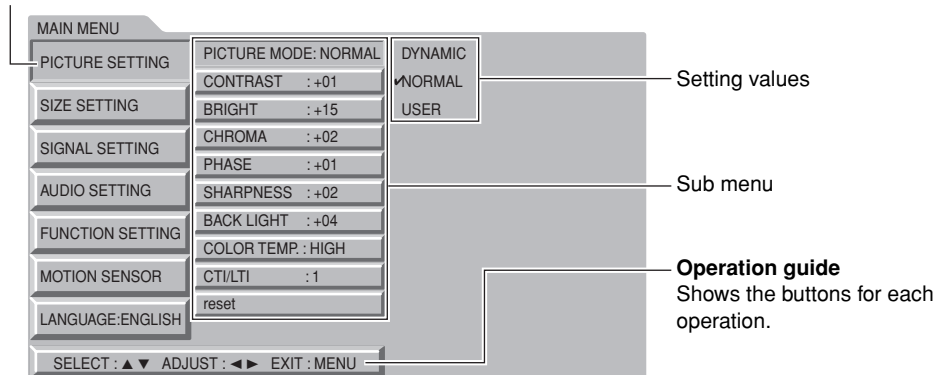 MAIN MENU
PICTURE SETTING
SIZE SETTING
SIGNAL SETTING
AUDIO SETTING
FUNCTION SETTING
MOTION SENSOR
LANGUAGE:ENGLISH
PICTURE MODE: NORMAL
CONTRAST : +01
BRIGHT : +15
CHROMA : +02
PHASE : +01
SHARPNESS : +02
BACK LIGHT : +04
COLOR TEMP. : HIGH
CTI/LTI : 1
reset
DYNAMIC
✔NORMAL
USER
SELECT : ▲ ▼ ADJUST : ◄ ► EXIT : MENU
Setting values
Sub menu
Operation guide
Shows the buttons for each
operation.